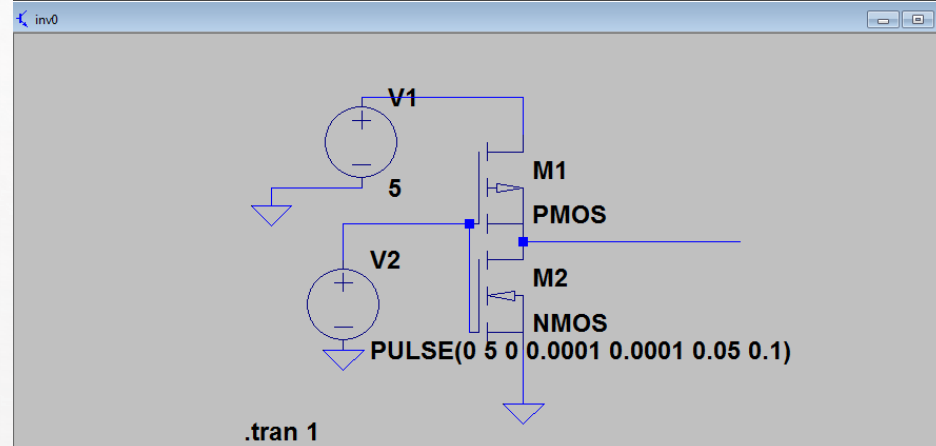 inv0
V1
5
M1
PMOS
V2
M2
NMOS
PULSE(0 5 0 0.0001 0.0001 0.05 0.1)
.tran 1